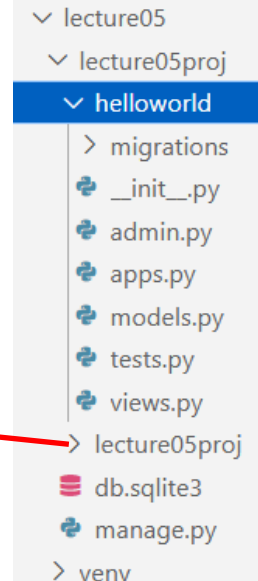 lecture05
lecture05proj
helloworld
migrations
__init__.py
admin.py
apps.py
models.py
tests.py
views.py
lecture05proj
db.sqlite3
manage.py
venv